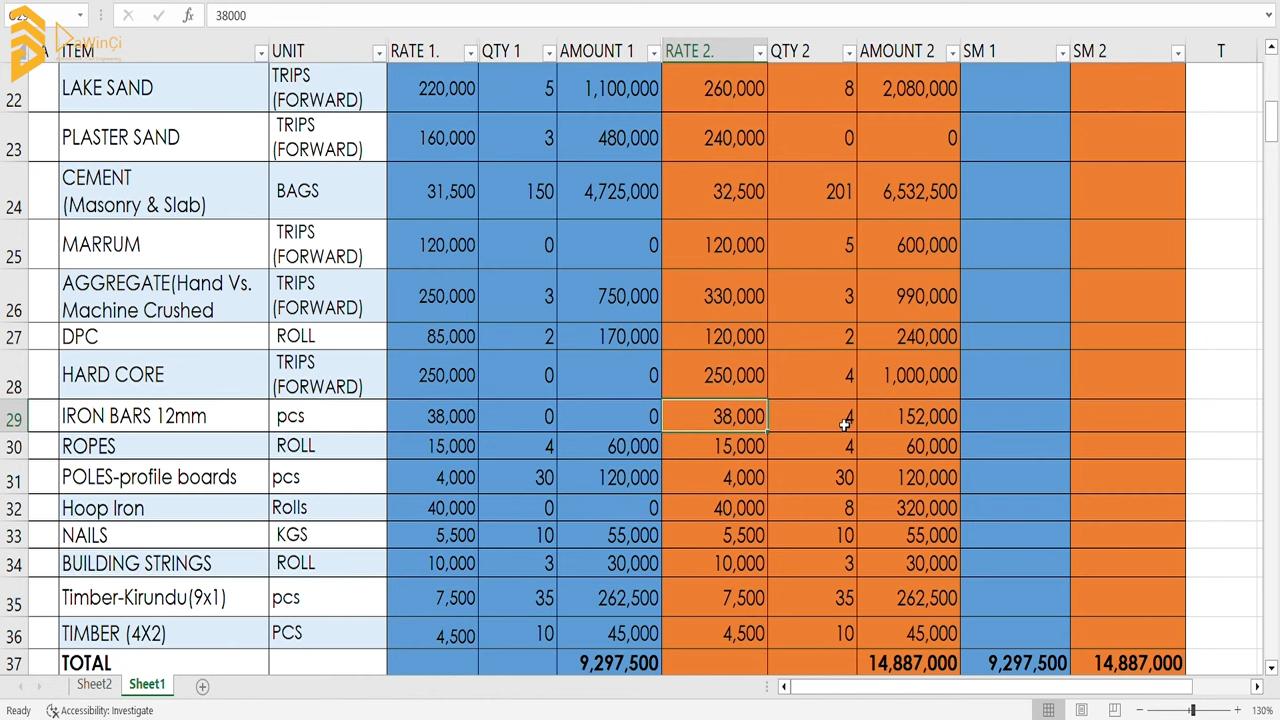 38000
ITEM UNIT RATE 1. QTY 1 AMOUNT 1 RATE 2. QTY 2 AMOUNT 2 SM 1 SM 2 T
22 LAKE SAND TRIPS (FORWARD) 220,000 5 1,100,000 260,000 8 2,080,000
23 PLASTER SAND TRIPS (FORWARD) 160,000 3 480,000 240,000 0 0
24 CEMENT (Masonry & Slab) BAGS 31,500 150 4,725,000 32,500 201 6,532,500
25 MARRUM TRIPS (FORWARD) 120,000 0 0 120,000 5 600,000
26 AGGREGATE(Hand Vs. Machine Crushed TRIPS (FORWARD) 250,000 3 750,000 330,000 3 990,000
27 DPC ROLL 85,000 2 170,000 120,000 2 240,000
28 HARD CORE TRIPS (FORWARD) 250,000 0 0 250,000 4 1,000,000
29 IRON BARS 12mm pcs 38,000 0 0 38,000 4 152,000
30 ROPES ROLL 15,000 4 60,000 15,000 4 60,000
31 POLES-profile boards pcs 4,000 30 120,000 4,000 30 120,000
32 Hoop Iron Rolls 40,000 0 0 40,000 8 320,000
33 NAILS KGS 5,500 10 55,000 5,500 10 55,000
34 BUILDING STRINGS ROLL 10,000 3 30,000 10,000 3 30,000
35 Timber-Kirundu(9x1) pcs 7,500 35 262,500 7,500 35 262,500
36 TIMBER (4X2) PCS 4,500 10 45,000 4,500 10 45,000
37 TOTAL 9,297,500 14,887,000 9,297,500 14,887,000
Sheet2 Sheet1
Ready Accessibility: Investigate 130%